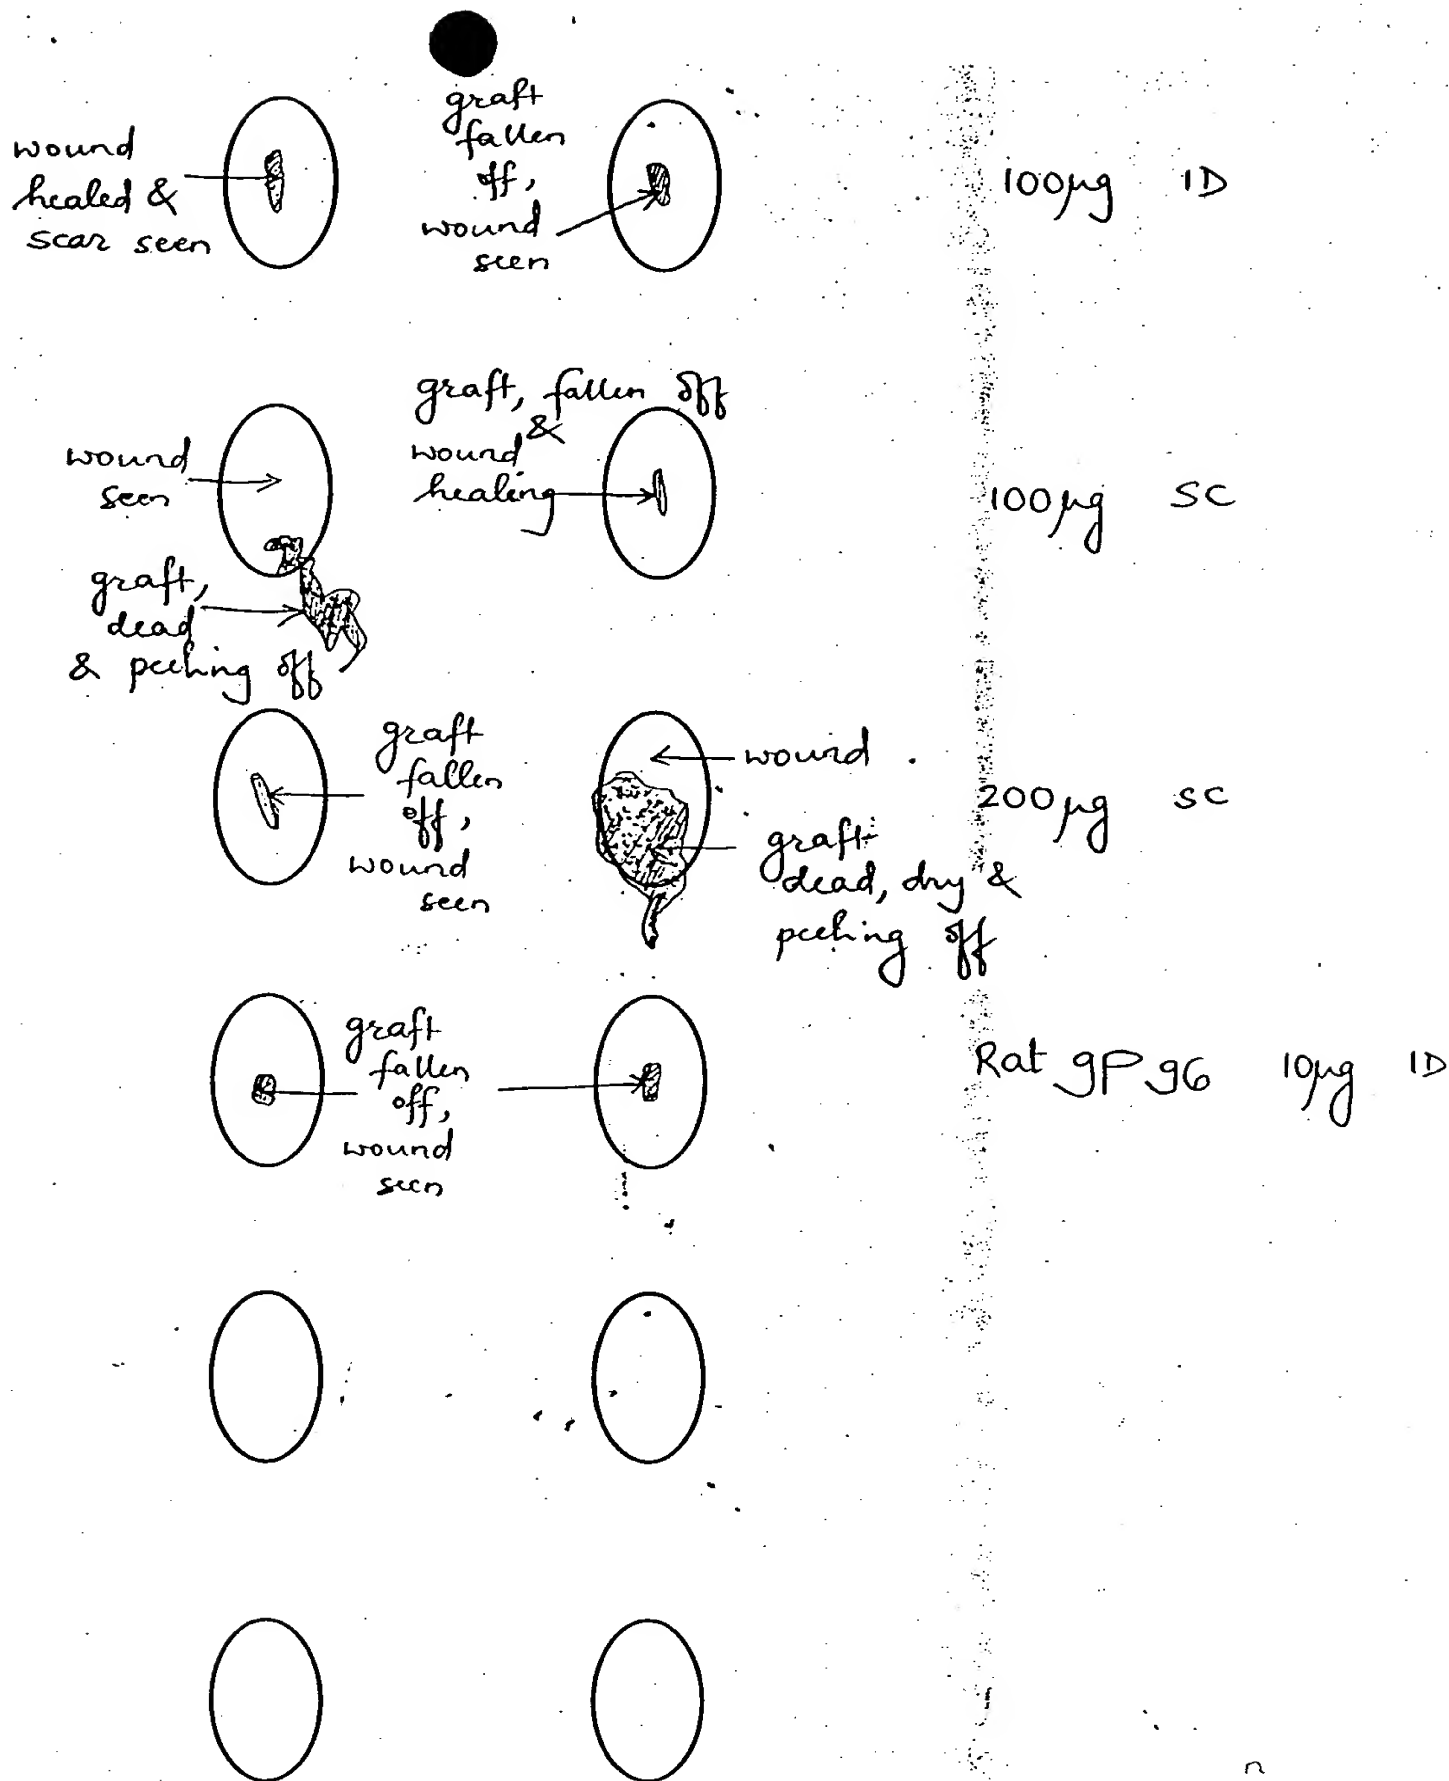 wound
healed &
scar seen
graft
fallen
off,
wound
seen
100μg ID
wound
seen
graft,
dead
& peeling off
graft, fallen off
&
wound
healing
100μg SC
graft
fallen
off,
wound
seen
wound
graft
dead, dry &
peeling off
200μg SC
graft
fallen
off,
wound
seen
Rat gp 96 10μg ID